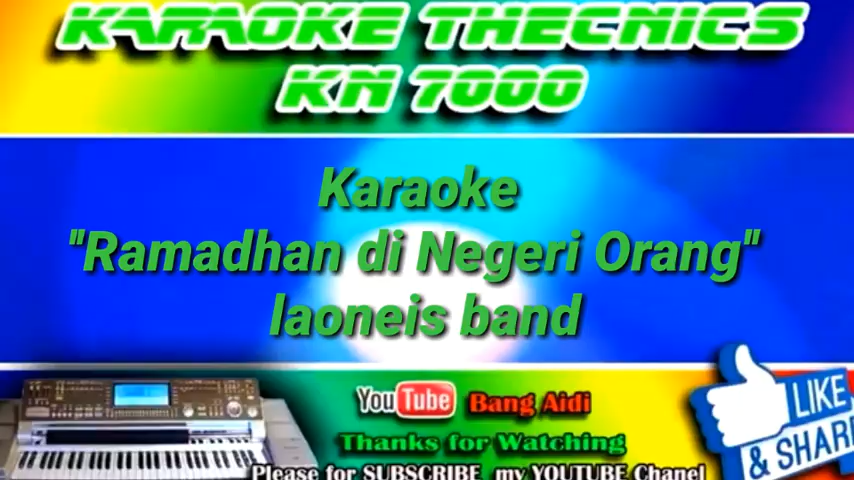 KARAOKE THECNICS
KN 7000
Karaoke
"Ramadhan di Negeri Orang"
laoneis band
YouTube Bang Aidi
Thanks for Watching
Please for SUBSCRIBE my YOUTUBE Chanel
LIKE
& SHARE